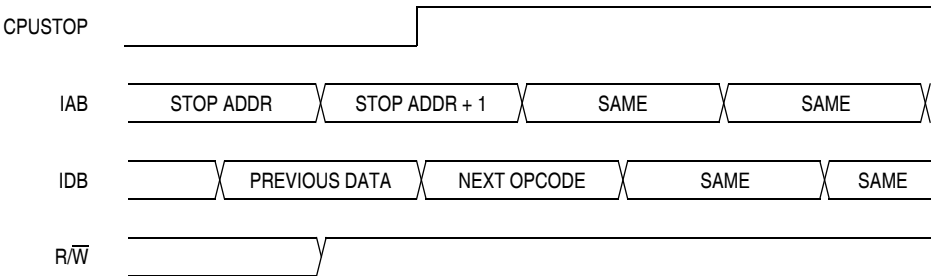 CPUSTOP
IAB STOP ADDR STOP ADDR + 1 SAME SAME
IDB PREVIOUS DATA NEXT OPCODE SAME SAME
R/W̅